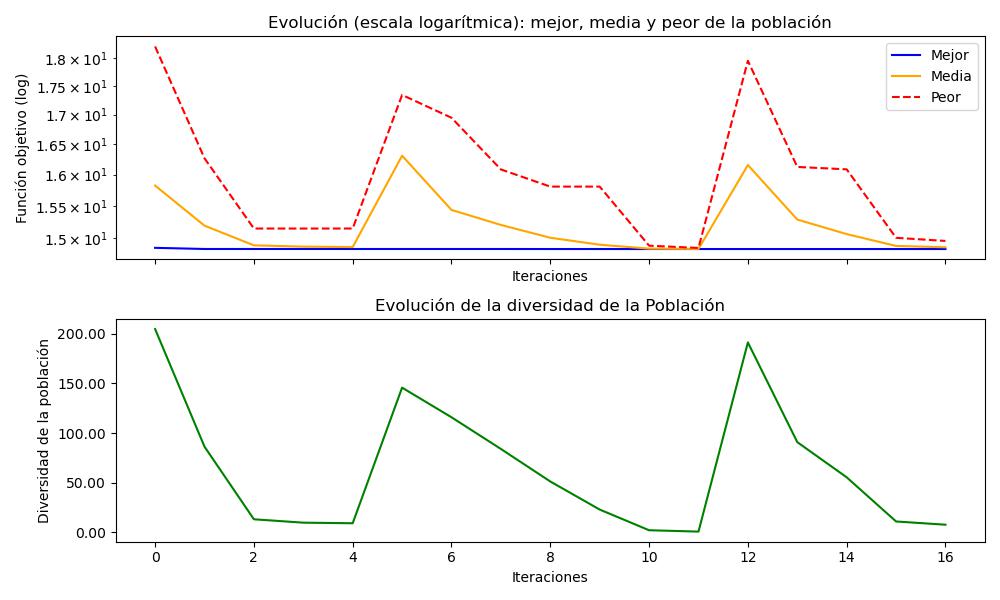 Evolución (escala logarítmica): mejor, media y peor de la población
Función objetivo (log)
1.8 × 10¹
1.75 × 10¹
1.7 × 10¹
1.65 × 10¹
1.6 × 10¹
1.55 × 10¹
1.5 × 10¹
Mejor
Media
Peor
Iteraciones
Evolución de la diversidad de la Población
Diversidad de la población
200.00
150.00
100.00
50.00
0.00
0 2 4 6 8 10 12 14 16
Iteraciones